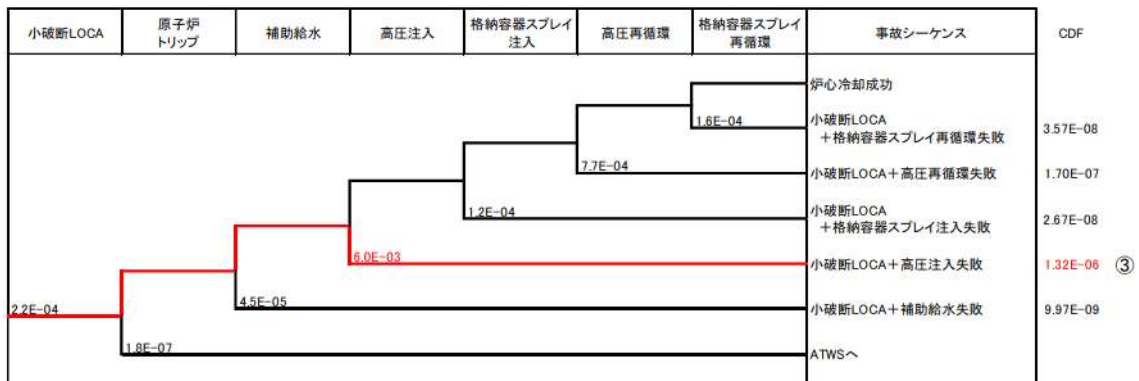 小破断LOCA
原子炉
トリップ
補助給水
高圧注入
格納容器スプレイ
注入
高圧再循環
格納容器スプレイ
再循環
事故シーケンス
CDF
炉心冷却成功
1.6E-04
小破断LOCA
+格納容器スプレイ再循環失敗
3.57E-08
7.7E-04
小破断LOCA+高圧再循環失敗
1.70E-07
1.2E-04
小破断LOCA
+格納容器スプレイ注入失敗
2.67E-08
6.0E-03
小破断LOCA+高圧注入失敗
1.32E-06
③
2.2E-04
4.5E-05
小破断LOCA+補助給水失敗
9.97E-09
1.8E-07
ATWSへ